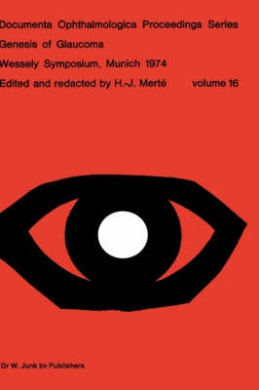 Documenta Ophthalmologica Proceedings Series
Genesis of Glaucoma
Wessely Symposium, Munich 1974
Edited and redacted by H.-J. Merté volume 16
Dr W. Junk bv Publishers